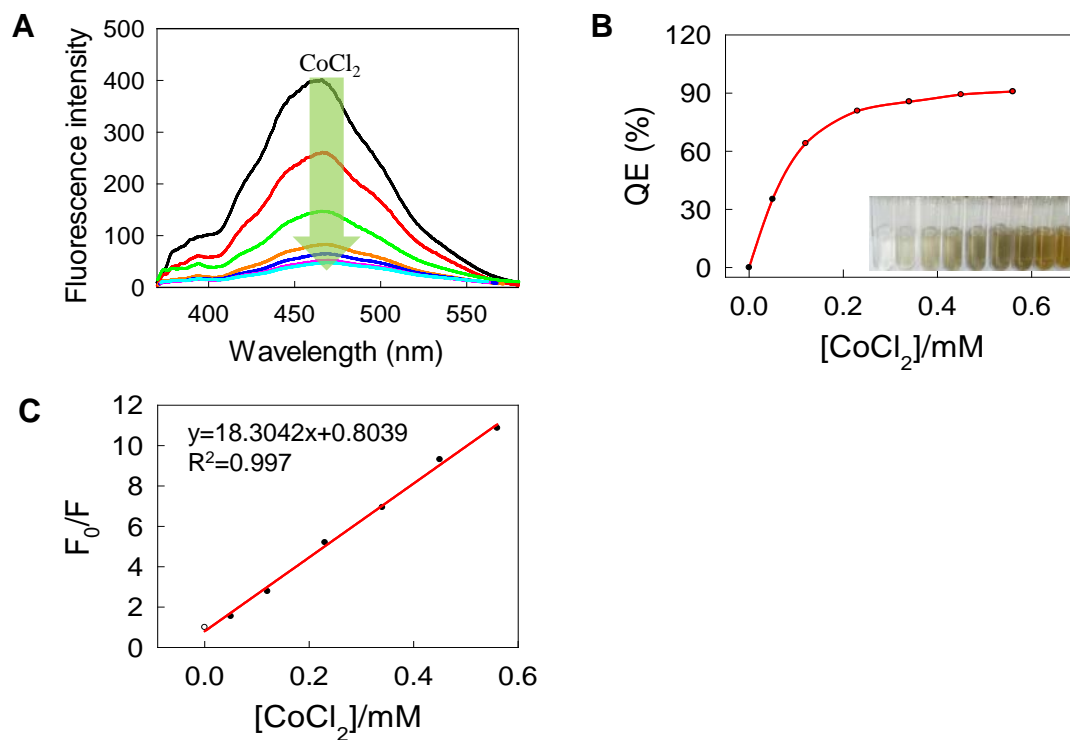 A
500
400
300
200
100
0
Fluorescence intensity
CoCl₂
400 450 500 550
Wavelength (nm)
B
120
90
60
30
0
QE (%)
0.0 0.2 0.4 0.6
[CoCl₂]/mM
C
12
10
8
6
4
2
0
F₀/F
y=18.3042x+0.8039
R²=0.997
0.0 0.2 0.4 0.6
[CoCl₂]/mM